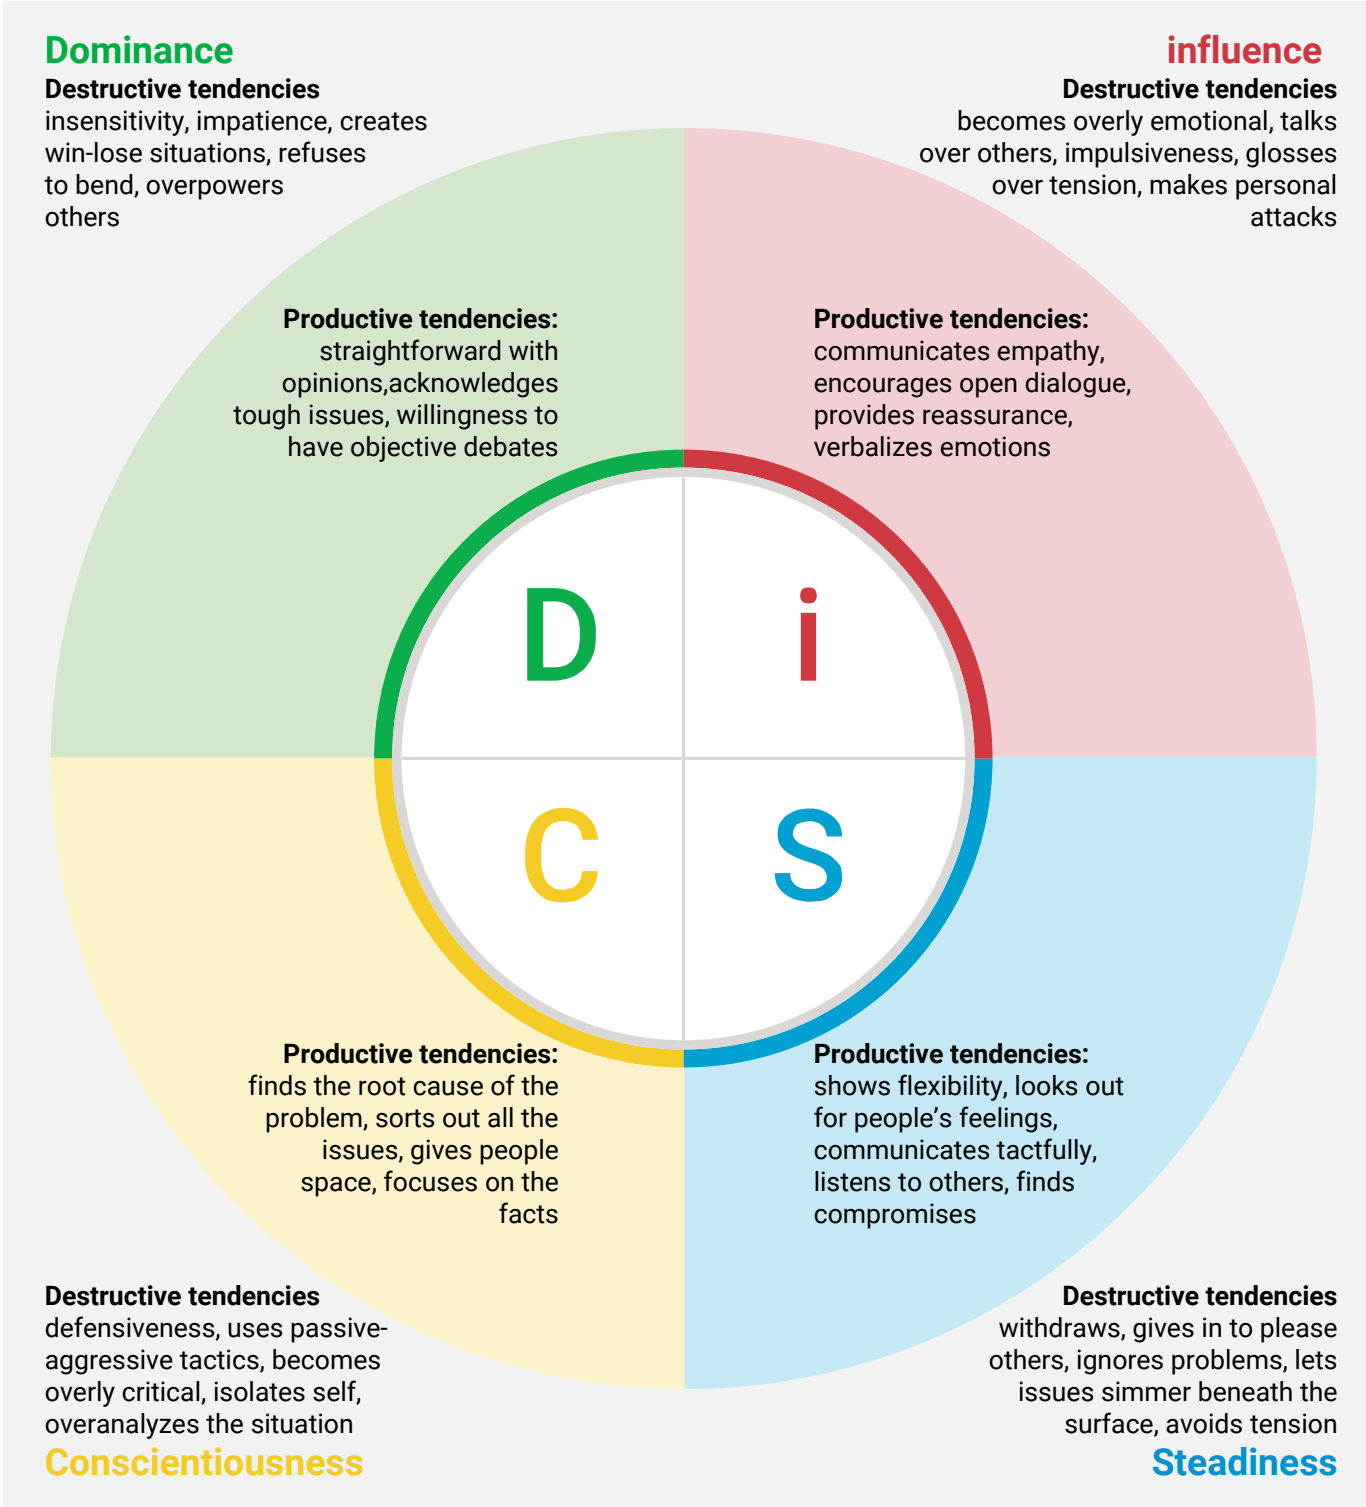 Dominance
Destructive tendencies
insensitivity, impatience, creates
win-lose situations, refuses
to bend, overpowers
others
influence
Destructive tendencies
becomes overly emotional, talks
over others, impulsiveness, glosses
over tension, makes personal
attacks
Productive tendencies:
straightforward with
opinions,acknowledges
tough issues, willingness to
have objective debates
Productive tendencies:
communicates empathy,
encourages open dialogue,
provides reassurance,
verbalizes emotions
D
i
C
S
Productive tendencies:
finds the root cause of the
problem, sorts out all the
issues, gives people
space, focuses on the
facts
Productive tendencies:
shows flexibility, looks out
for people’s feelings,
communicates tactfully,
listens to others, finds
compromises
Destructive tendencies
defensiveness, uses passive-
aggressive tactics, becomes
overly critical, isolates self,
overanalyzes the situation
Conscientiousness
Destructive tendencies
withdraws, gives in to please
others, ignores problems, lets
issues simmer beneath the
surface, avoids tension
Steadiness